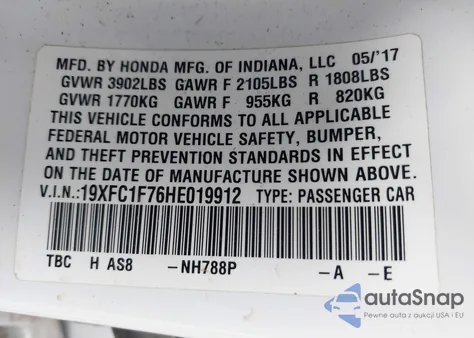 MFD. BY HONDA MFG. OF INDIANA, LLC 05/'17
GVWR 3902LBS GAWR F 2105LBS R 1808LBS
GVWR 1770KG GAWR F 955KG R 820KG
THIS VEHICLE CONFORMS TO ALL APPLICABLE
FEDERAL MOTOR VEHICLE SAFETY, BUMPER,
AND THEFT PREVENTION STANDARDS IN EFFECT
ON THE DATE OF MANUFACTURE SHOWN ABOVE.
V.I.N.:19XFC1F76HE019912 TYPE: PASSENGER CAR
TBC H AS8 -NH788P -A -E
autoSnap
Pewne auta z USA i EU